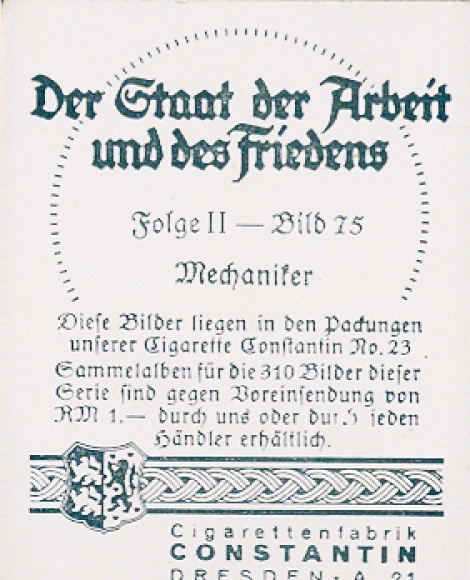 Der Staat der Arbeit
und des Friedens
Folge II — Bild 75
Mechaniker
Diese Bilder liegen in den Packungen
unserer Cigarette Constantin No. 23
Sammelalben für die 310 Bilder dieser
Serie sind gegen Voreinsendung von
RM 1.— durch uns oder durch jeden
Händler erhältlich.
Cigarettenfabrik
CONSTANTIN
DRESDEN-A 21